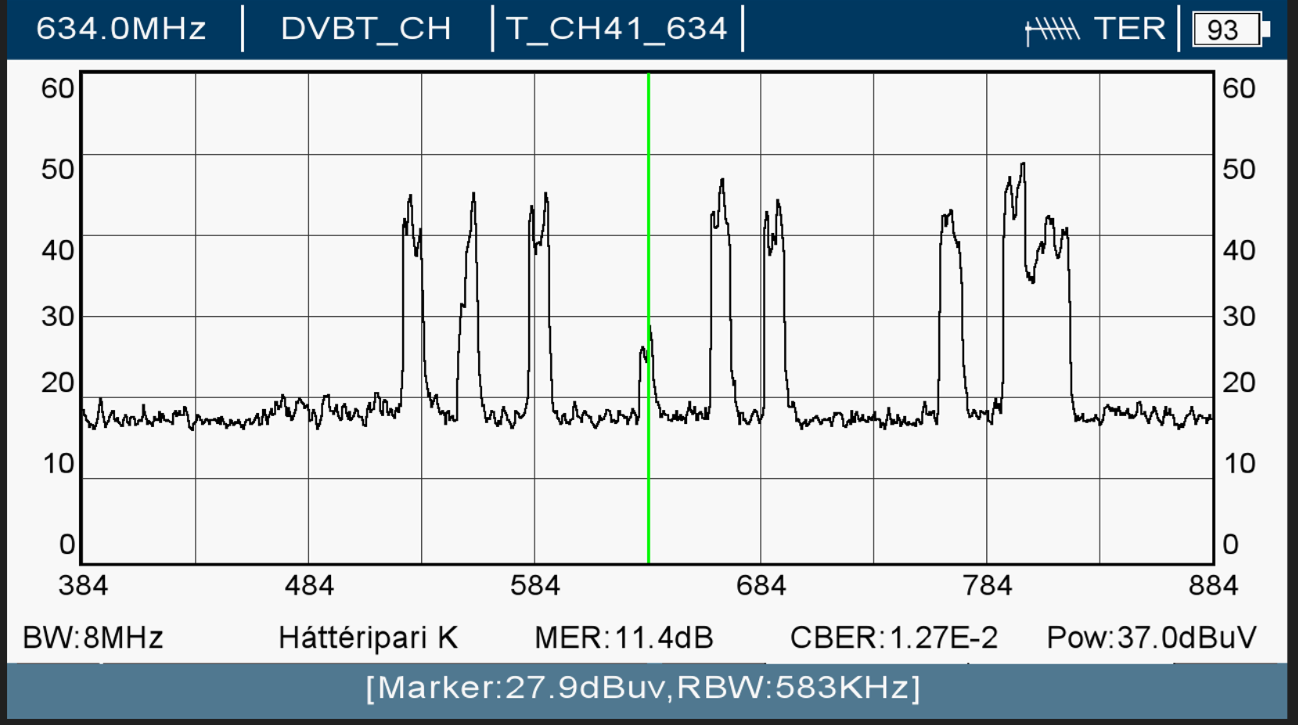 634.0MHz DVBT_CH T_CH41_634 TER 93
60 60
50 50
40 40
30 30
20 20
10 10
0 0
384 484 584 684 784 884
BW:8MHz Háttéripari K MER:11.4dB CBER:1.27E-2 Pow:37.0dBuV
[Marker:27.9dBuv,RBW:583KHz]